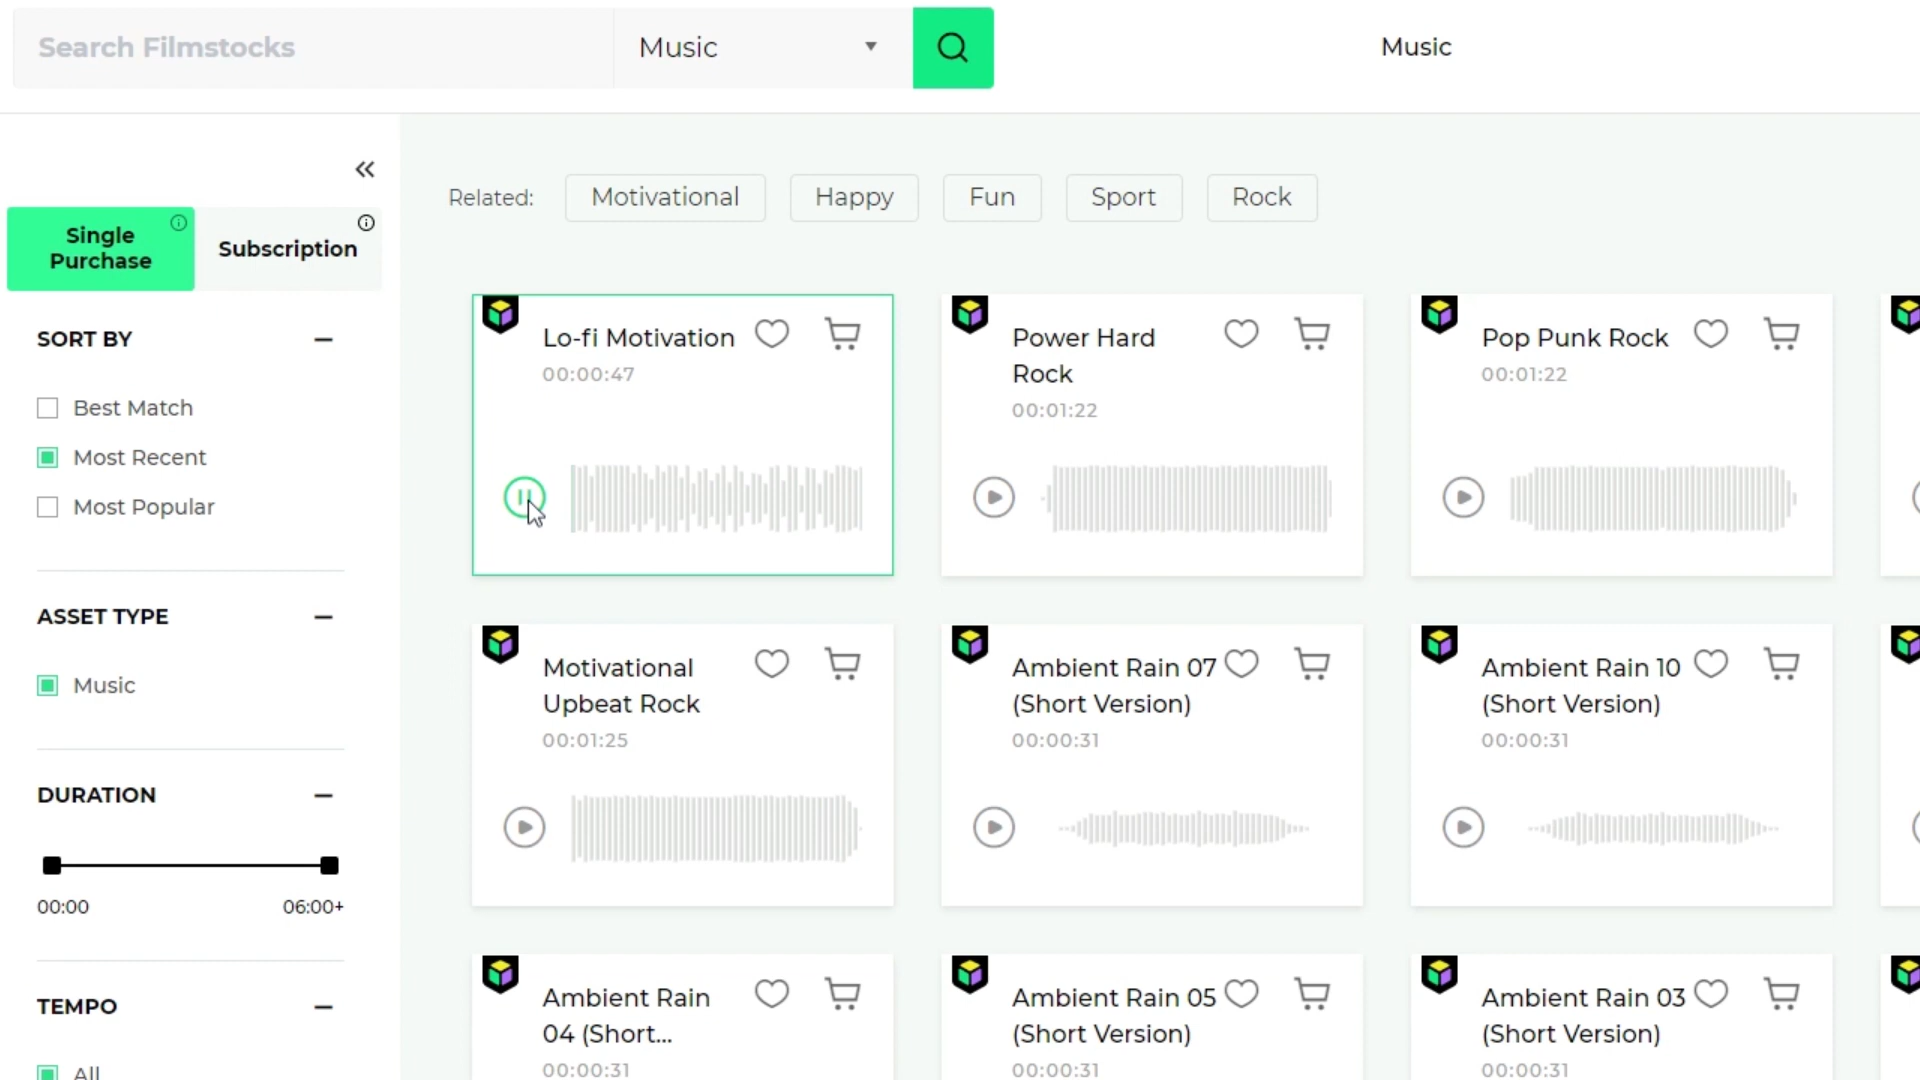 Search Filmstocks
Music
Music
Related:
Motivational
Happy
Fun
Sport
Rock
Single
Purchase
Subscription
SORT BY
Best Match
Most Recent
Most Popular
ASSET TYPE
Music
DURATION
00:00
06:00+
TEMPO
All
Lo-fi Motivation
00:00:47
Power Hard
Rock
00:01:22
Pop Punk Rock
00:01:22
Motivational
Upbeat Rock
00:01:25
Ambient Rain 07
(Short Version)
00:00:31
Ambient Rain 10
(Short Version)
00:00:31
Ambient Rain
04 (Short...
00:00:31
Ambient Rain 05
(Short Version)
00:00:31
Ambient Rain 03
(Short Version)
00:00:31